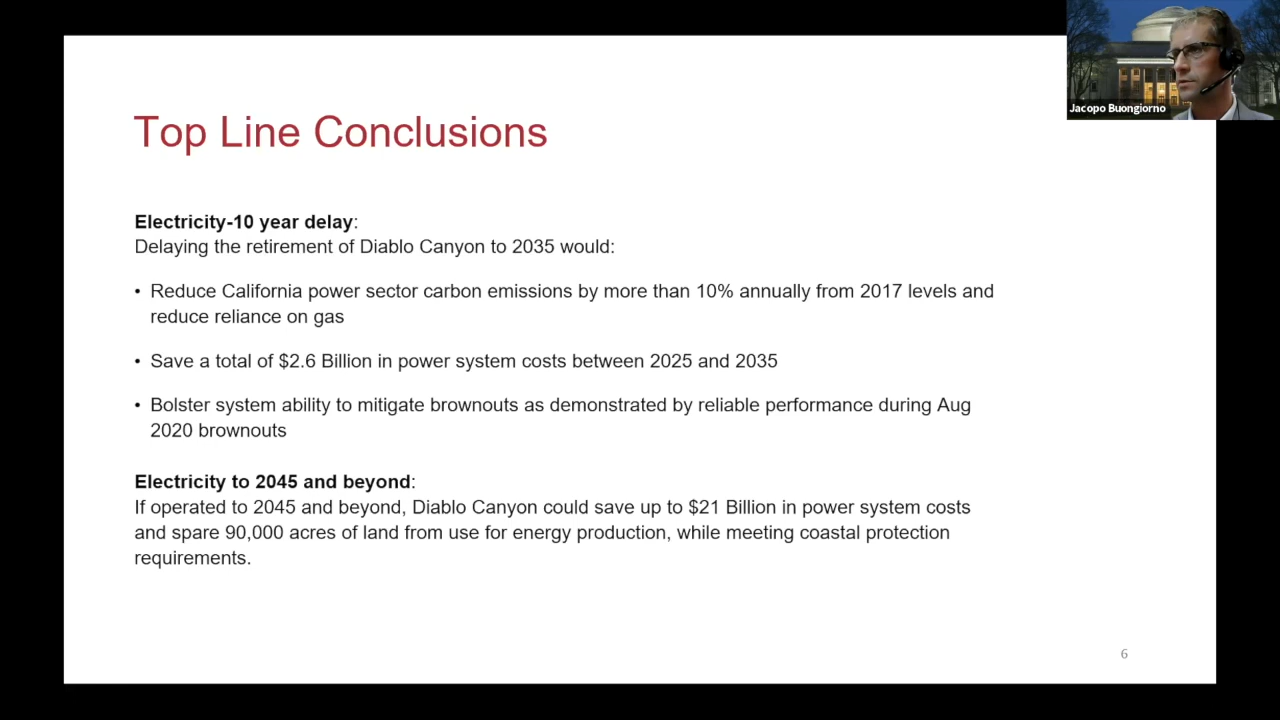 Jacopo Buongiorno
Top Line Conclusions
Electricity-10 year delay:
Delaying the retirement of Diablo Canyon to 2035 would:
• Reduce California power sector carbon emissions by more than 10% annually from 2017 levels and
reduce reliance on gas
• Save a total of $2.6 Billion in power system costs between 2025 and 2035
• Bolster system ability to mitigate brownouts as demonstrated by reliable performance during Aug
2020 brownouts
Electricity to 2045 and beyond:
If operated to 2045 and beyond, Diablo Canyon could save up to $21 Billion in power system costs
and spare 90,000 acres of land from use for energy production, while meeting coastal protection
requirements.
6